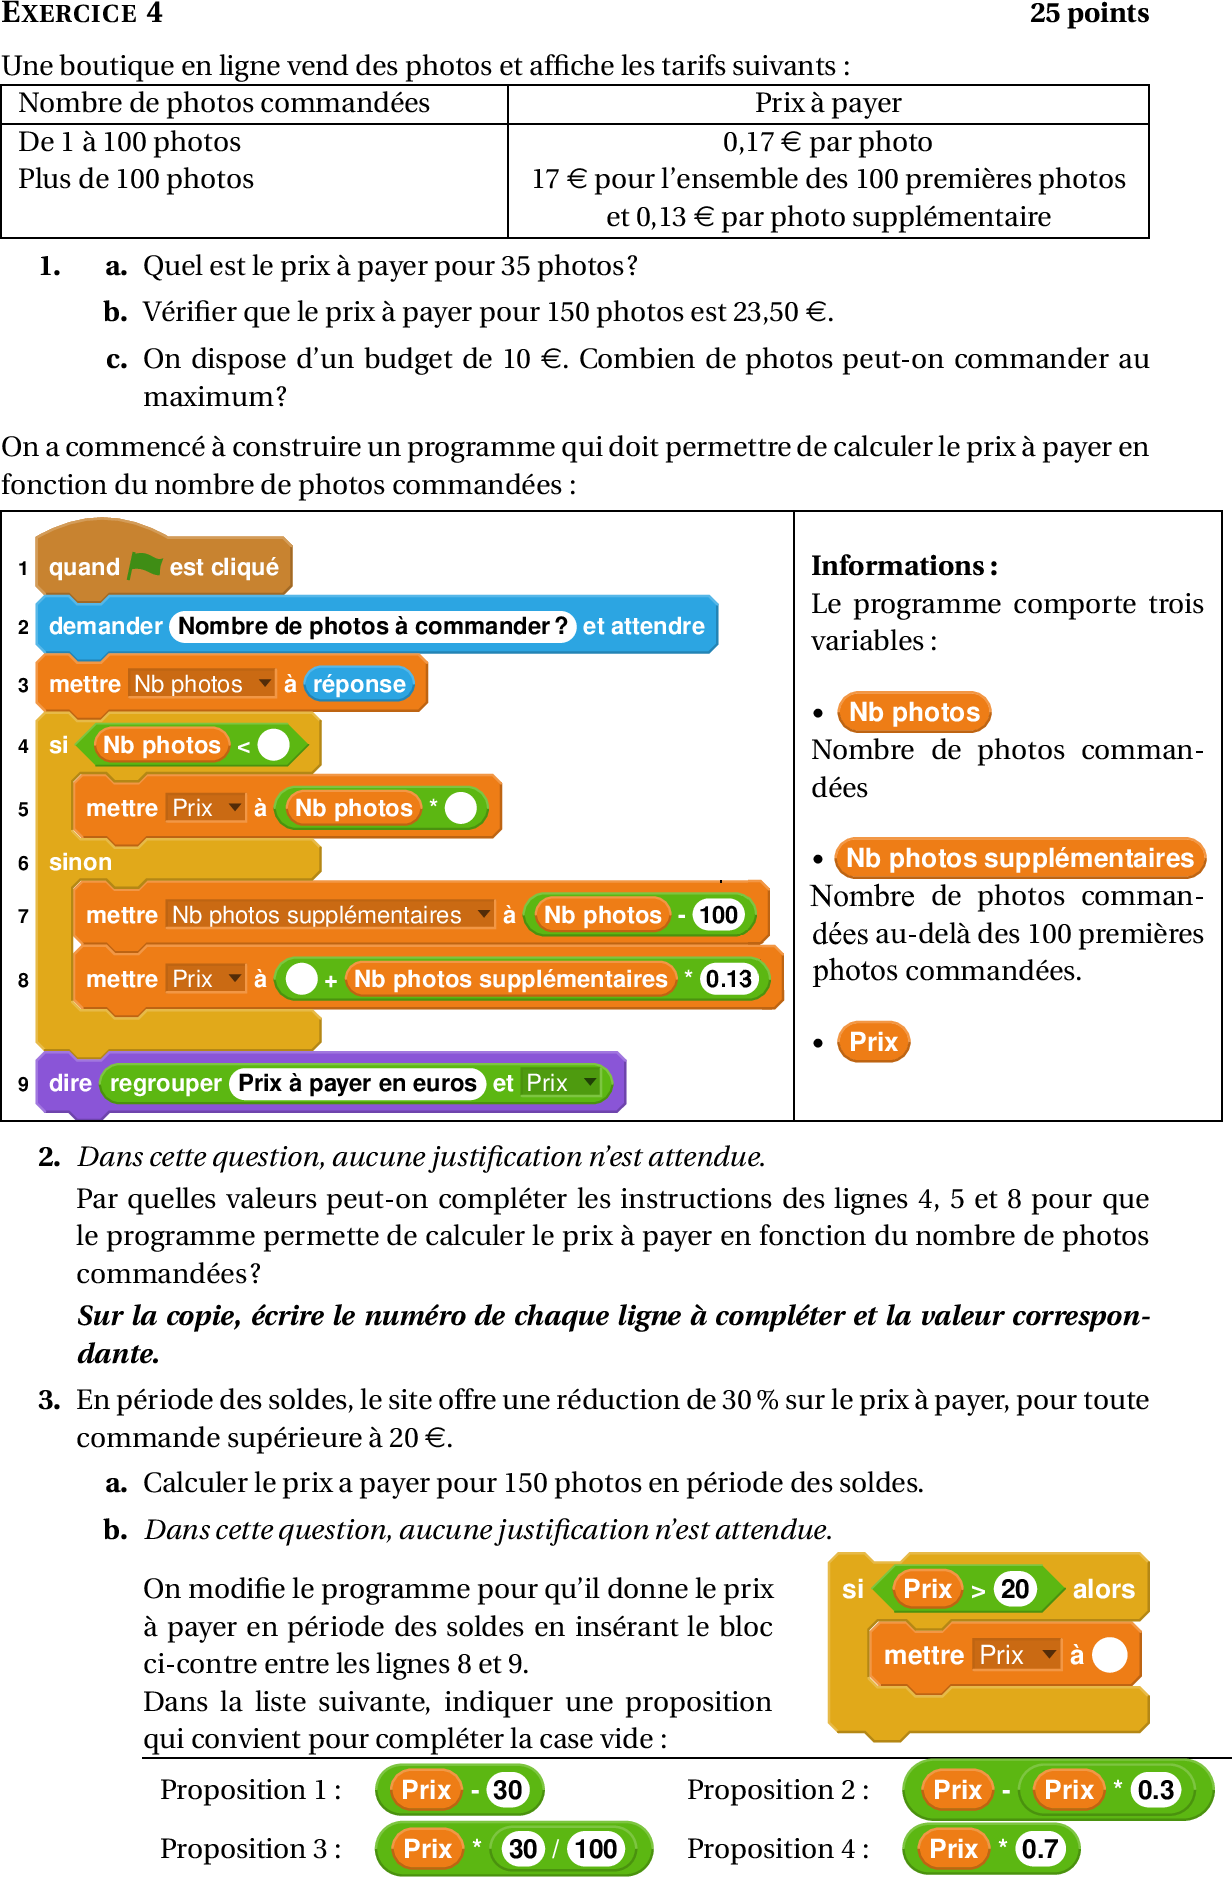 EXERCICE 4 25 points
Une boutique en ligne vend des photos et affiche les tarifs suivants :
Nombre de photos commandées Prix à payer
De 1 à 100 photos 0,17 € par photo
Plus de 100 photos 17 € pour l'ensemble des 100 premières photos
et 0,13 € par photo supplémentaire
1. a. Quel est le prix à payer pour 35 photos ?
b. Vérifier que le prix à payer pour 150 photos est 23,50 €.
c. On dispose d'un budget de 10 €. Combien de photos peut-on commander au
maximum ?
On a commencé à construire un programme qui doit permettre de calculer le prix à payer en
fonction du nombre de photos commandées :
1 quand est cliqué
2 demander Nombre de photos à commander ? et attendre
3 mettre Nb photos à réponse
4 si Nb photos <
5 mettre Prix à Nb photos *
6 sinon
7 mettre Nb photos supplémentaires à Nb photos - 100
8 mettre Prix à + Nb photos supplémentaires * 0.13
9 dire regrouper Prix à payer en euros et Prix
Informations :
Le programme comporte trois
variables :
• Nb photos
Nombre de photos comman-
dées
• Nb photos supplémentaires
Nombre de photos comman-
dées au-delà des 100 premières
photos commandées.
• Prix
2. Dans cette question, aucune justification n'est attendue.
Par quelles valeurs peut-on compléter les instructions des lignes 4, 5 et 8 pour que
le programme permette de calculer le prix à payer en fonction du nombre de photos
commandées ?
Sur la copie, écrire le numéro de chaque ligne à compléter et la valeur correspon-
dante.
3. En période des soldes, le site offre une réduction de 30 % sur le prix à payer, pour toute
commande supérieure à 20 €.
a. Calculer le prix a payer pour 150 photos en période des soldes.
b. Dans cette question, aucune justification n'est attendue.
On modifie le programme pour qu'il donne le prix
à payer en période des soldes en insérant le bloc
ci-contre entre les lignes 8 et 9.
Dans la liste suivante, indiquer une proposition
qui convient pour compléter la case vide :
si Prix > 20 alors
mettre Prix à
Proposition 1 : Prix - 30 Proposition 2 : Prix - Prix * 0.3
Proposition 3 : Prix * 30 / 100 Proposition 4 : Prix * 0.7